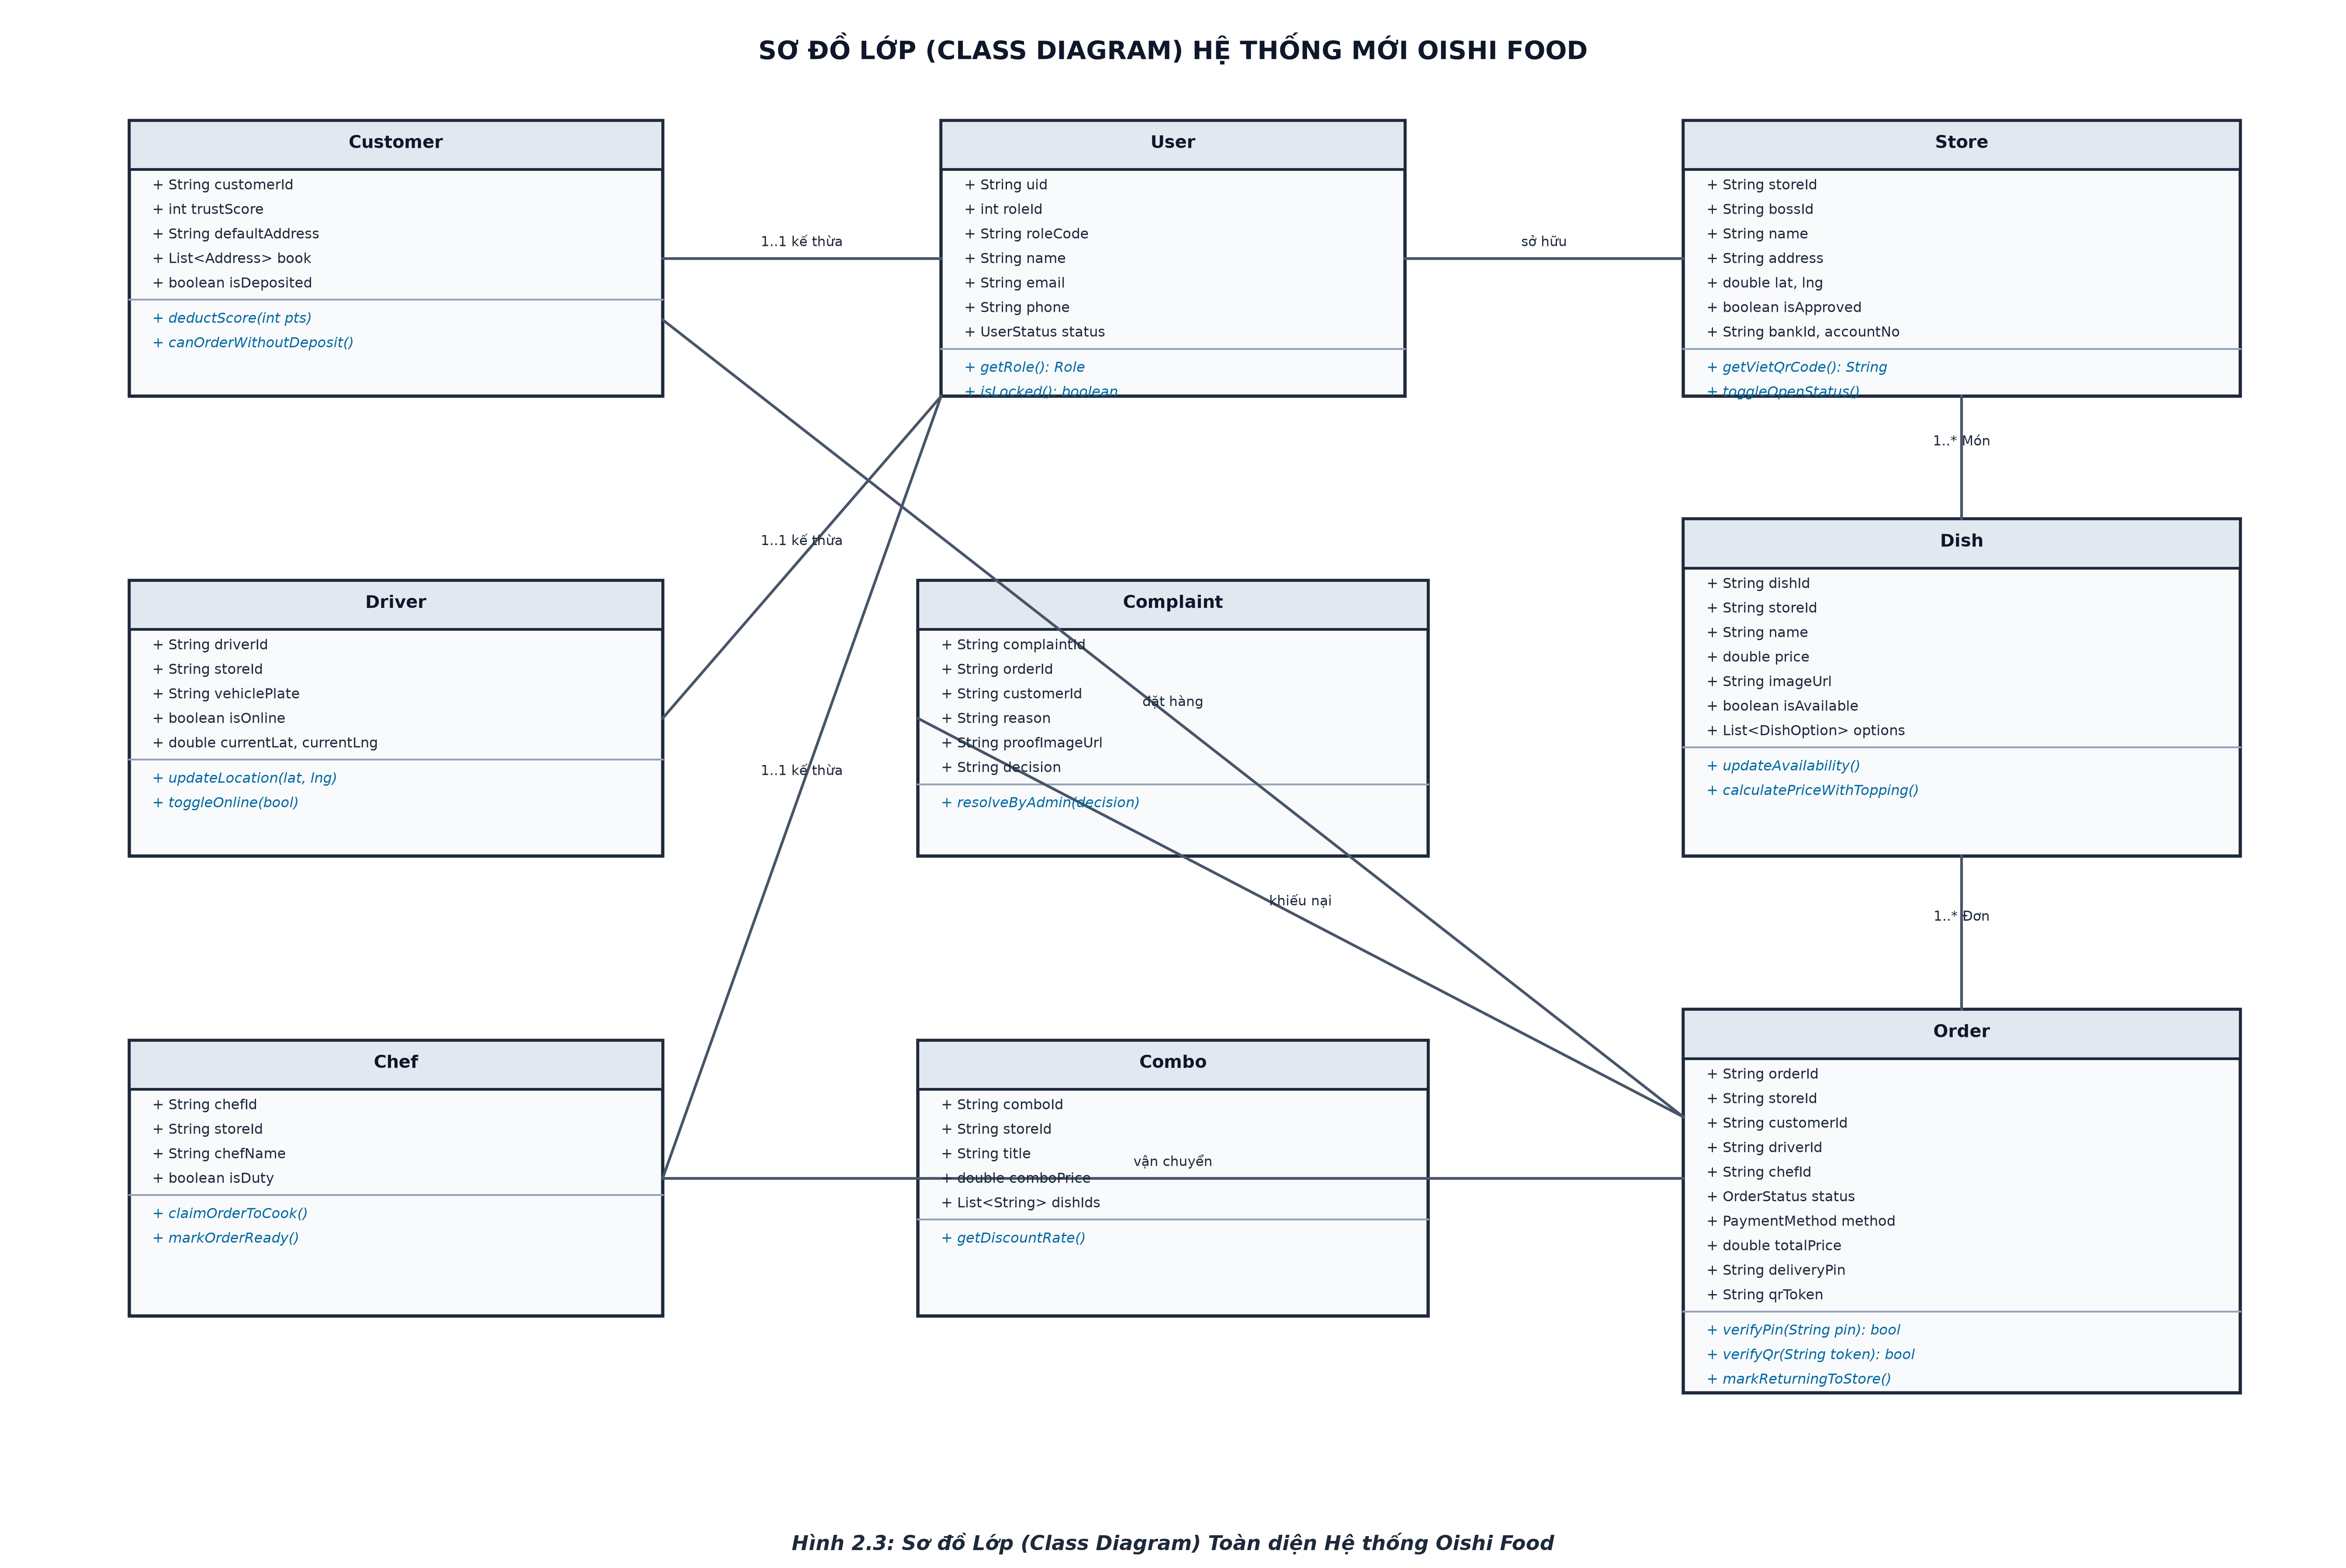 SƠ ĐỒ LỚP (CLASS DIAGRAM) HỆ THỐNG MỚI OISHI FOOD
Customer
+ String customerId
+ int trustScore
+ String defaultAddress
+ List<Address> book
+ boolean isDeposited
+ deductScore(int pts)
+ canOrderWithoutDeposit()
1..1 kế thừa
User
+ String uid
+ int roleId
+ String roleCode
+ String name
+ String email
+ String phone
+ UserStatus status
+ getRole(): Role
+ isLocked(): boolean
sở hữu
Store
+ String storeId
+ String bossId
+ String name
+ String address
+ double lat, lng
+ boolean isApproved
+ String bankId, accountNo
+ getVietQrCode(): String
+ toggleOpenStatus()
1..* Món
1..1 kế thừa
Driver
+ String driverId
+ String storeId
+ String vehiclePlate
+ boolean isOnline
+ double currentLat, currentLng
+ updateLocation(lat, lng)
+ toggleOnline(bool)
1..1 kế thừa
Complaint
+ String complaintId
+ String orderId
+ String customerId
+ String reason
+ String proofImageUrl
+ String decision
+ resolveByAdmin(decision)
đặt hàng
khiếu nại
Dish
+ String dishId
+ String storeId
+ String name
+ double price
+ String imageUrl
+ boolean isAvailable
+ List<DishOption> options
+ updateAvailability()
+ calculatePriceWithTopping()
1..* Đơn
Chef
+ String chefId
+ String storeId
+ String chefName
+ boolean isDuty
+ claimOrderToCook()
+ markOrderReady()
Combo
+ String comboId
+ String storeId
+ String title
+ double comboPrice
+ List<String> dishIds
+ getDiscountRate()
vận chuyển
Order
+ String orderId
+ String storeId
+ String customerId
+ String driverId
+ String chefId
+ OrderStatus status
+ PaymentMethod method
+ double totalPrice
+ String deliveryPin
+ String qrToken
+ verifyPin(String pin): bool
+ verifyQr(String token): bool
+ markReturningToStore()
Hình 2.3: Sơ đồ Lớp (Class Diagram) Toàn diện Hệ thống Oishi Food